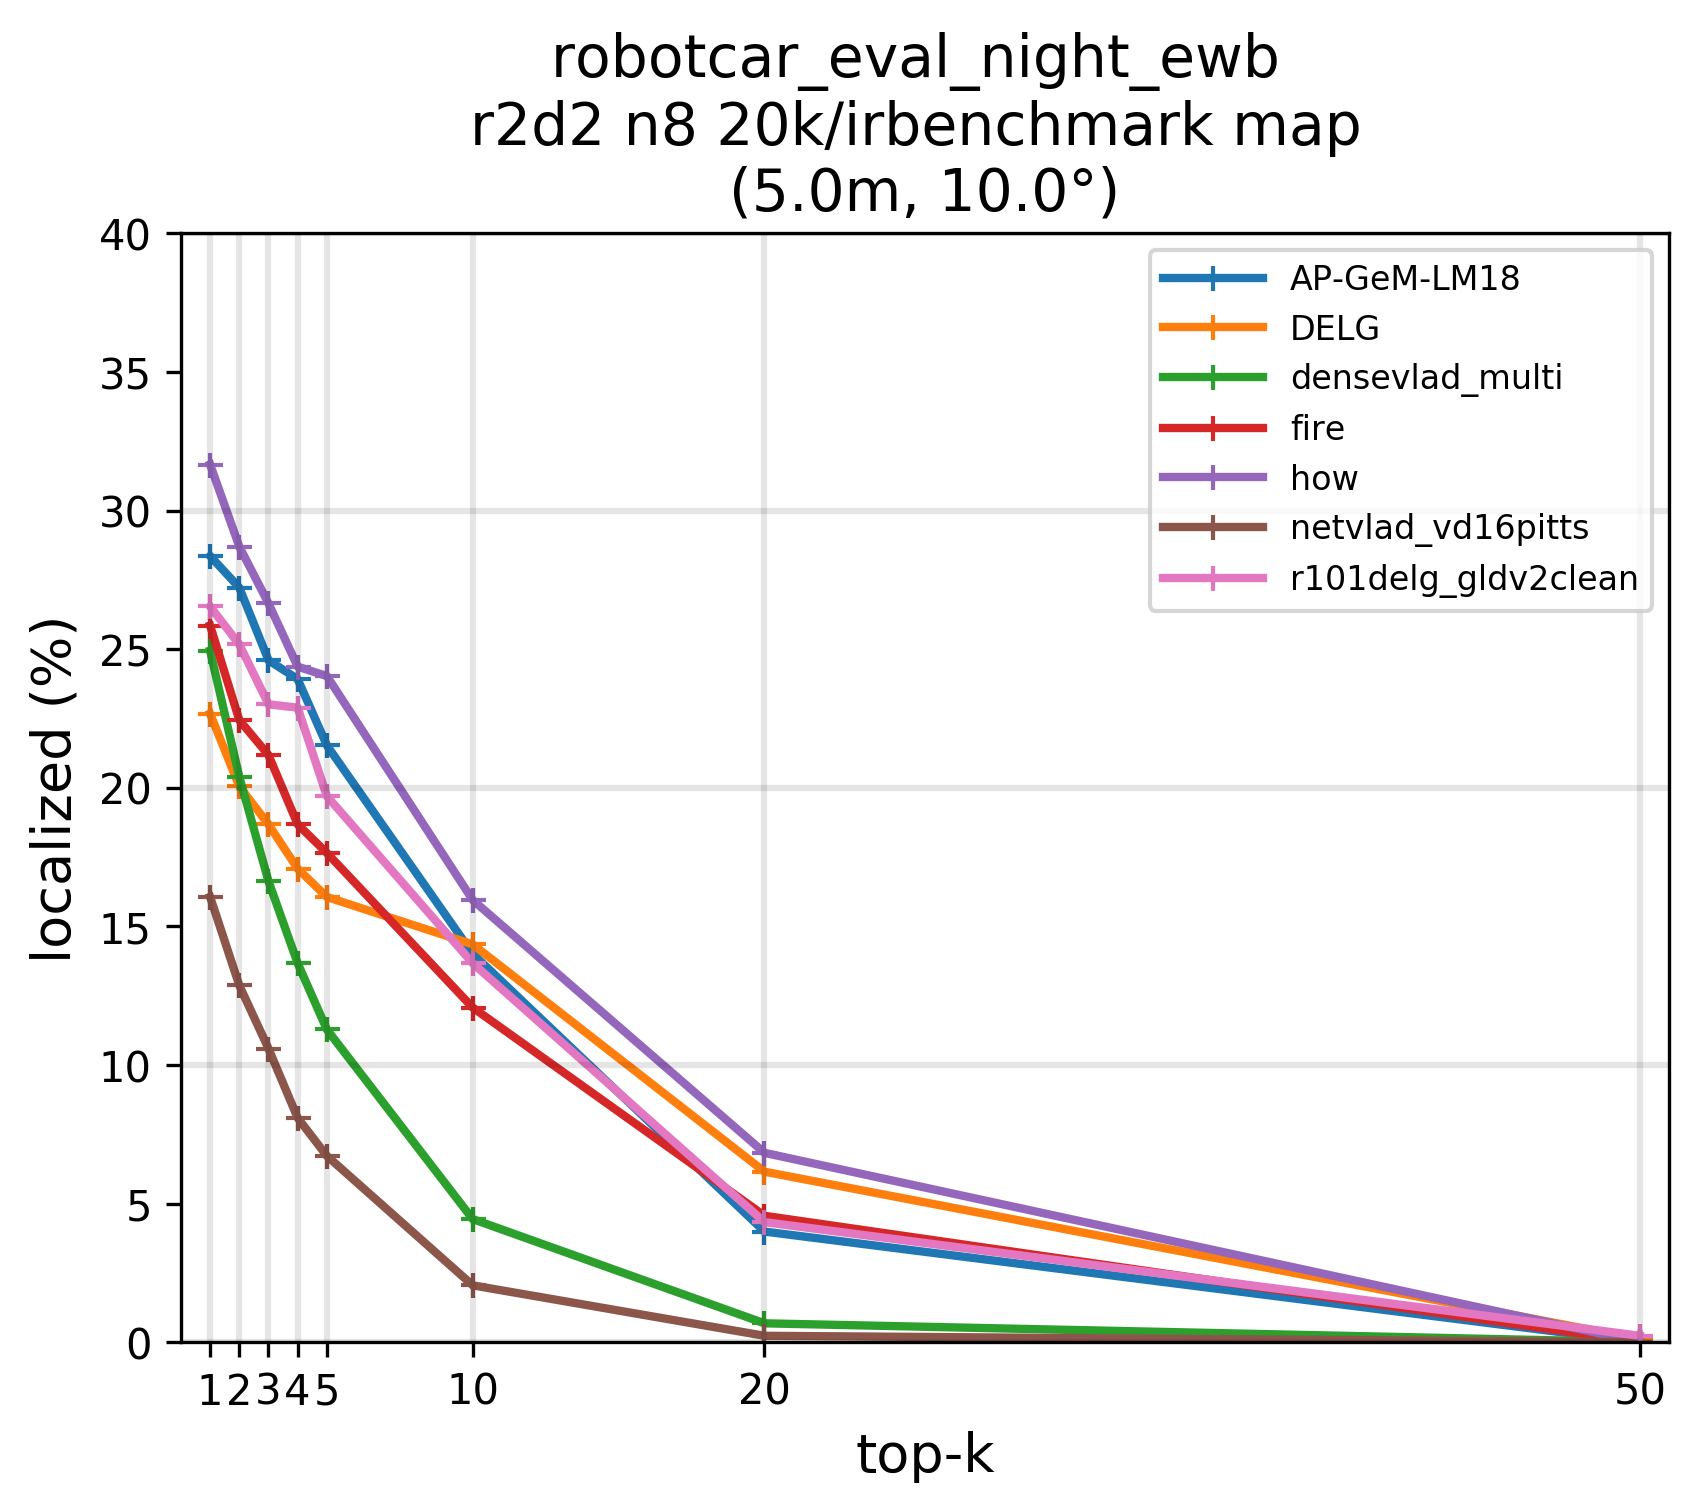 robotcar_eval_night_ewb
r2d2 n8 20k/irbenchmark map
(5.0m, 10.0°)
40
35
30
25
20
15
10
5
0
localized (%)
AP-GeM-LM18
DELG
densevlad_multi
fire
how
netvlad_vd16pitts
r101delg_gldv2clean
1 2 3 4 5 10 20 50
top-k